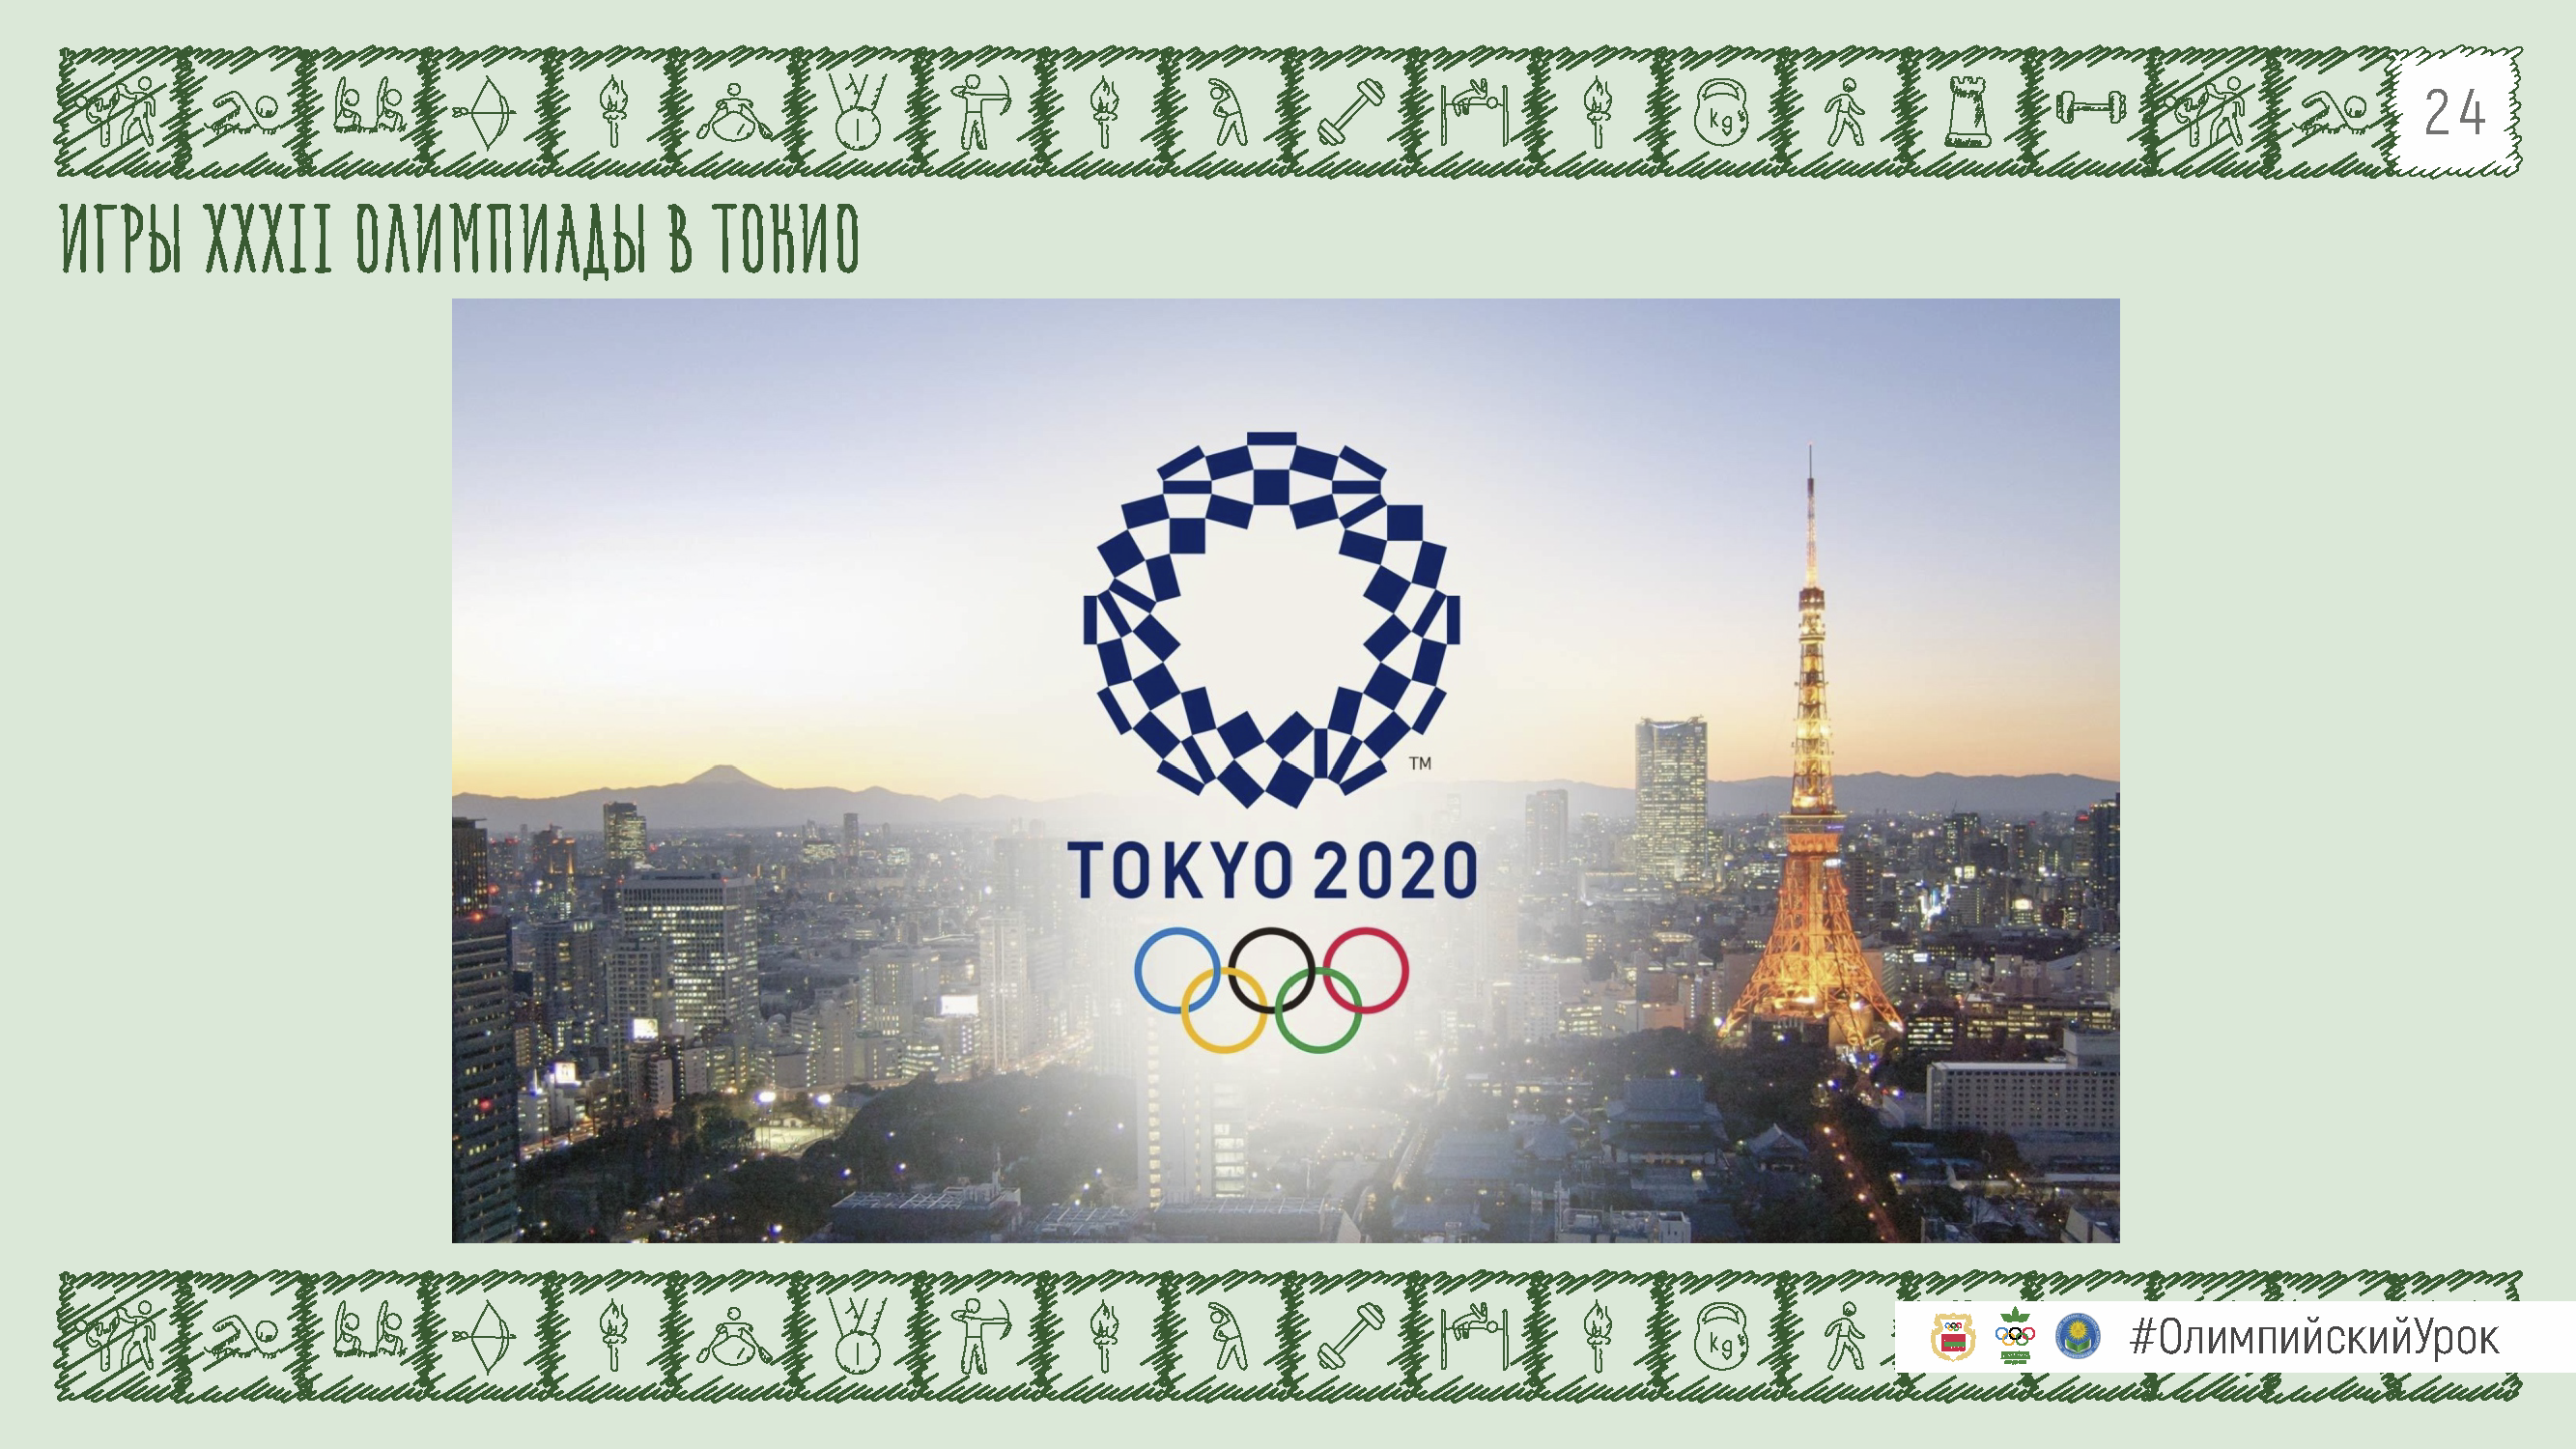 24
ИГРЫ XXXII ОЛИМПИАДЫ В ТОКИО
TM
TOKYO 2020
kg
kg
#ОлимпийскийУрок